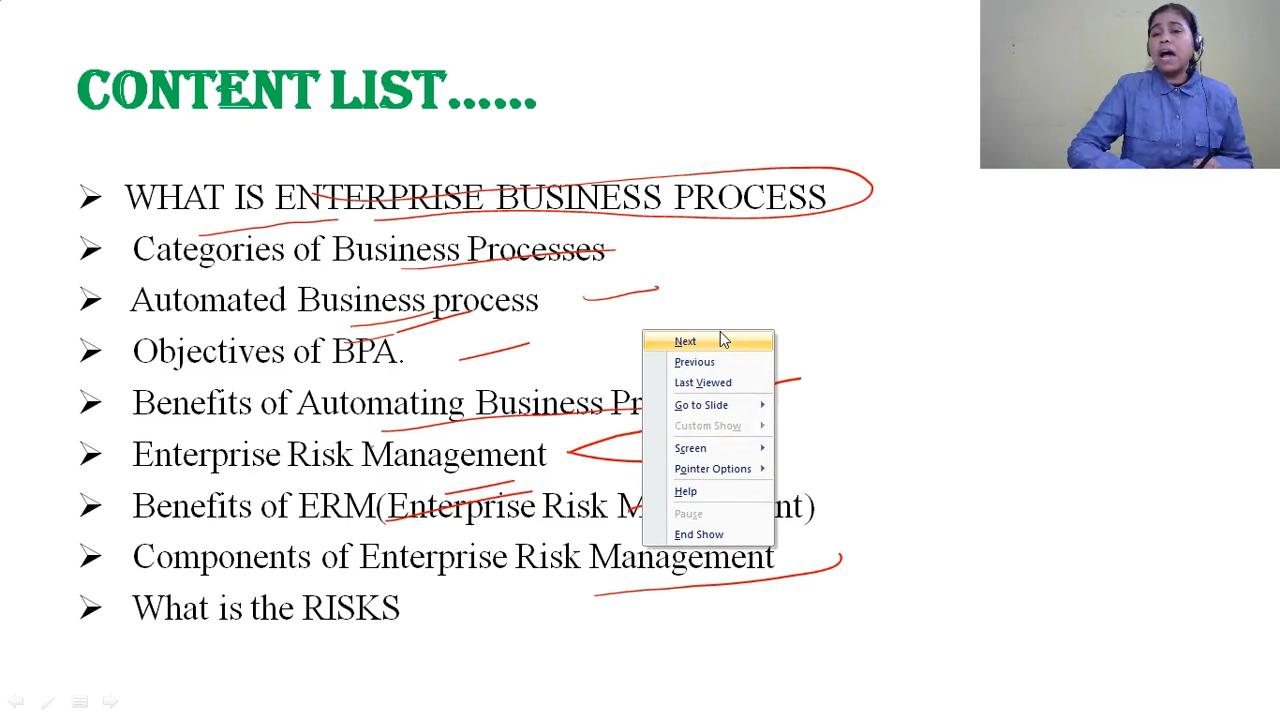 CONTENT LIST......
WHAT IS ENTERPRISE BUSINESS PROCESS
Categories of Business Processes
Automated Business process
Objectives of BPA.
Benefits of Automating Business Pr
Enterprise Risk Management
Benefits of ERM(Enterprise Risk M nt)
Components of Enterprise Risk Management
What is the RISKS
Next
Previous
Last Viewed
Go to Slide
Custom Show
Screen
Pointer Options
Help
Pause
End Show